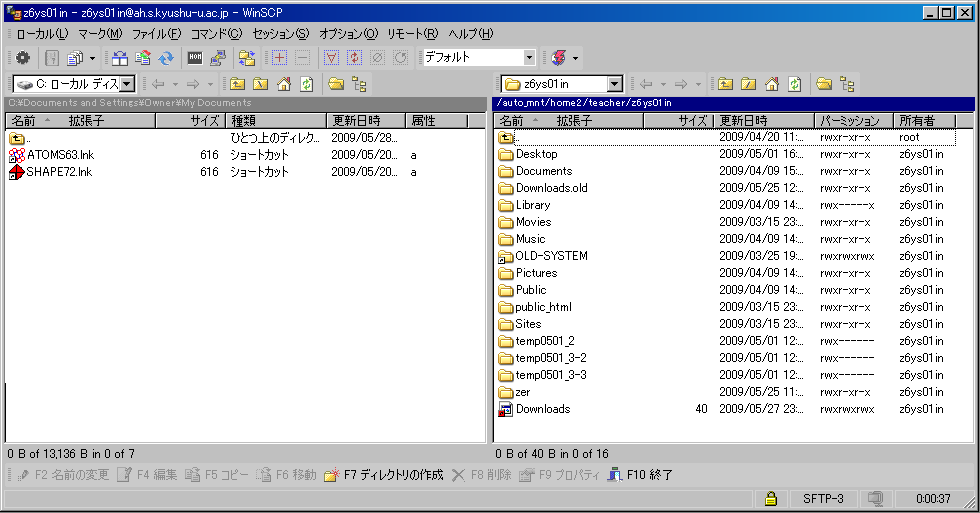 z6ys01in − z6ys01in@ah.s.kyushu-u.ac.jp − WinSCP
ローカル(L) マーク(M) ファイル(F) コマンド(C) セッション(S) オプション(O) リモート(R) ヘルプ(H)
デフォルト
C: ローカル ディス
z6ys01in
C:¥Documents and Settings¥Owner¥My Documents
/auto_mnt/home2/teacher/z6ys01in
名前 拡張子 サイズ 種類 更新日時 属性
.. ひとつ上のディレク... 2009/05/28...
ATOMS63.lnk 616 ショートカット 2009/05/20... a
SHAPE72.lnk 616 ショートカット 2009/05/20... a
名前 拡張子 サイズ 更新日時 パーミッション 所有者
.. 2009/04/20 11:... rwxr-xr-x root
Desktop 2009/05/01 16:... rwxr-xr-x z6ys01in
Documents 2009/04/09 15:... rwxr-xr-x z6ys01in
Downloads.old 2009/05/25 12:... rwxr-xr-x z6ys01in
Library 2009/04/09 14:... rwx-----x z6ys01in
Movies 2009/03/15 23:... rwxr-xr-x z6ys01in
Music 2009/04/09 14:... rwxr-xr-x z6ys01in
OLD-SYSTEM 2009/03/25 19:... rwxrwxrwx z6ys01in
Pictures 2009/04/09 14:... rwxr-xr-x z6ys01in
Public 2009/04/09 14:... rwxr-xr-x z6ys01in
public_html 2009/03/15 23:... rwxr-xr-x z6ys01in
Sites 2009/03/15 23:... rwxr-xr-x z6ys01in
temp0501_2 2009/05/01 12:... rwx------ z6ys01in
temp0501_3-2 2009/05/01 12:... rwx------ z6ys01in
temp0501_3-3 2009/05/01 12:... rwx------ z6ys01in
zer 2009/05/25 11:... rwxr-xr-x z6ys01in
Downloads 40 2009/05/27 23:... rwxrwxrwx z6ys01in
0 B of 13,136 B in 0 of 7
0 B of 40 B in 0 of 16
F2 名前の変更 F4 編集 F5 コピー F6 移動 F7 ディレクトリの作成 F8 削除 F9 プロパティ F10 終了
SFTP-3 0:00:37